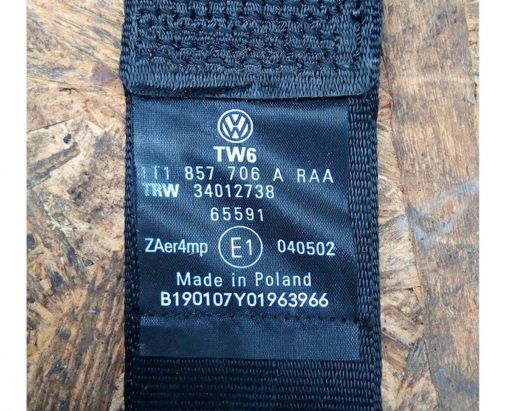 TW6
1T1 857 706 A RAA
TRW 34012738
65591
ZAer4mp E1 040502
Made in Poland
B190107Y01963966